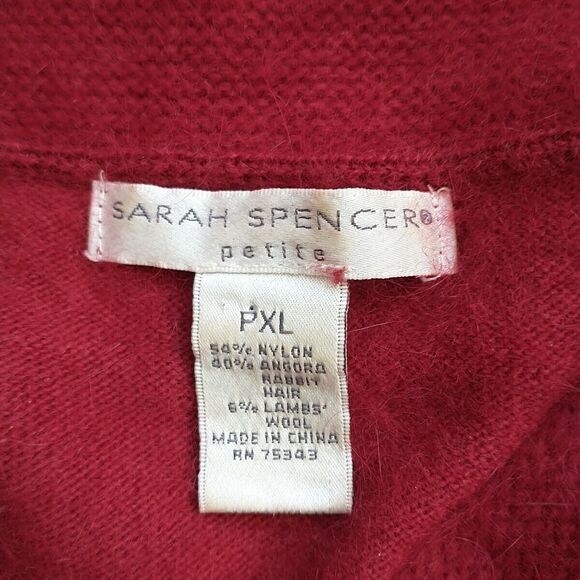 SARAH SPENCER®
petite
PXL
54% NYLON
40% ANGORA
RABBIT
HAIR
6% LAMBS'
WOOL
MADE IN CHINA
RN 75343